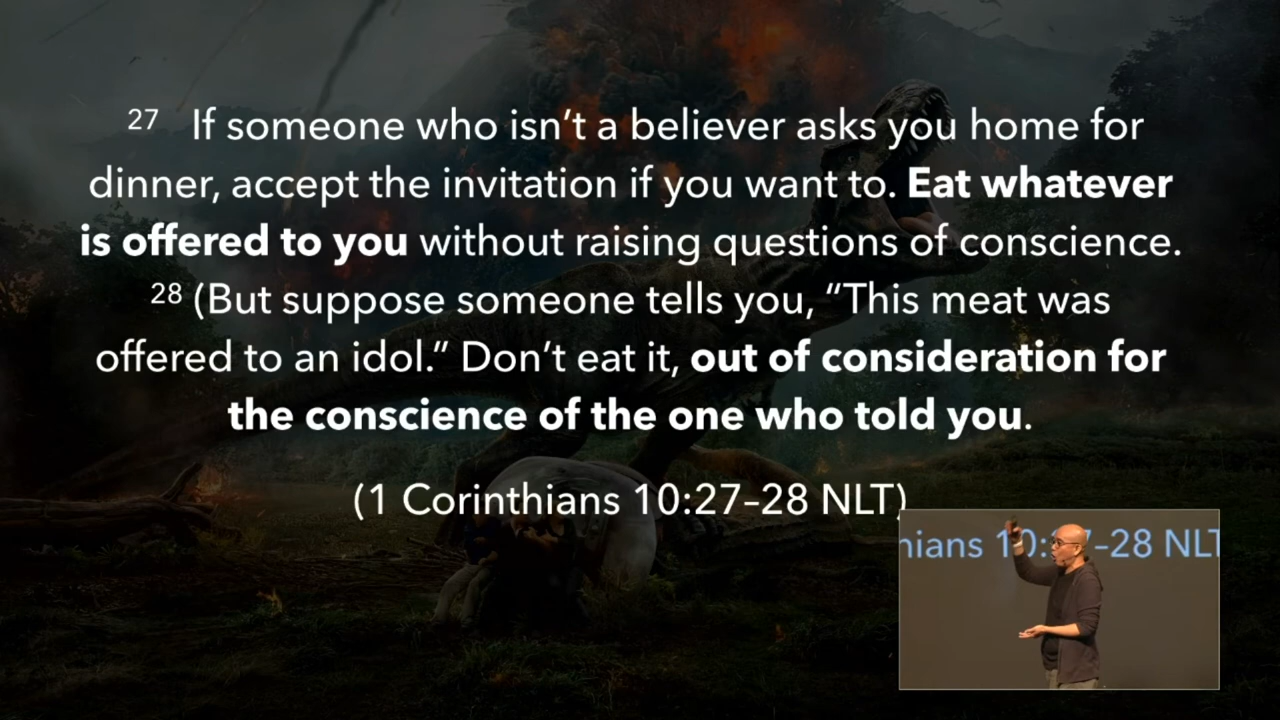 27 If someone who isn’t a believer asks you home for
dinner, accept the invitation if you want to. Eat whatever
is offered to you without raising questions of conscience.
28 (But suppose someone tells you, “This meat was
offered to an idol.” Don’t eat it, out of consideration for
the conscience of the one who told you.
(1 Corinthians 10:27–28 NLT)
–28 NLT